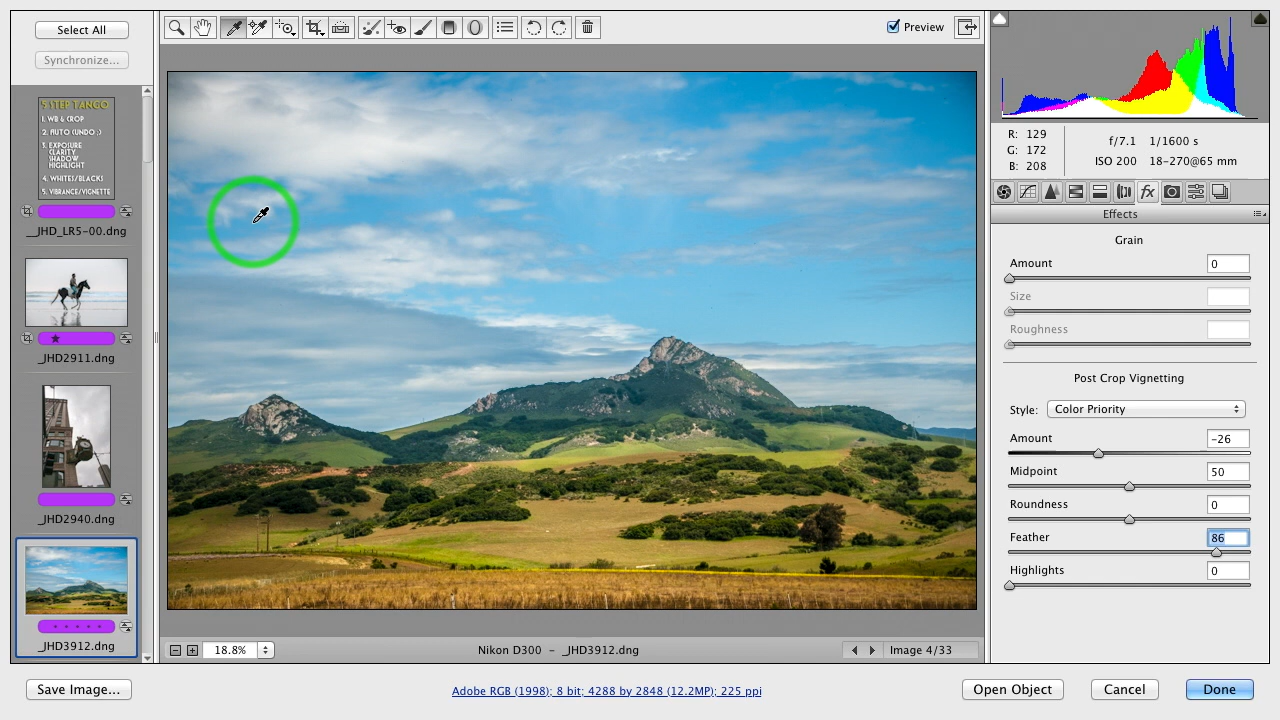 Select All
Synchronize...
5 STEP TANGO
1. WB & CROP
2. AUTO (UNDO ;)
3. EXPOSURE
CLARITY
SHADOW
HIGHLIGHT
4. WHITES/BLACKS
5. VIBRANCE/VIGNETTE
__JHD_LR5-00.dng
_JHD2911.dng
_JHD2940.dng
_JHD3912.dng
Preview
18.8%
Nikon D300 – _JHD3912.dng
Image 4/33
R: 129
G: 172
B: 208
f/7.1 1/1600 s
ISO 200 18-270@65 mm
fx
Effects
Grain
Amount 0
Size
Roughness
Post Crop Vignetting
Style: Color Priority
Amount -26
Midpoint 50
Roundness 0
Feather 86
Highlights 0
Save Image...
Adobe RGB (1998); 8 bit; 4288 by 2848 (12.2MP); 225 ppi
Open Object
Cancel
Done